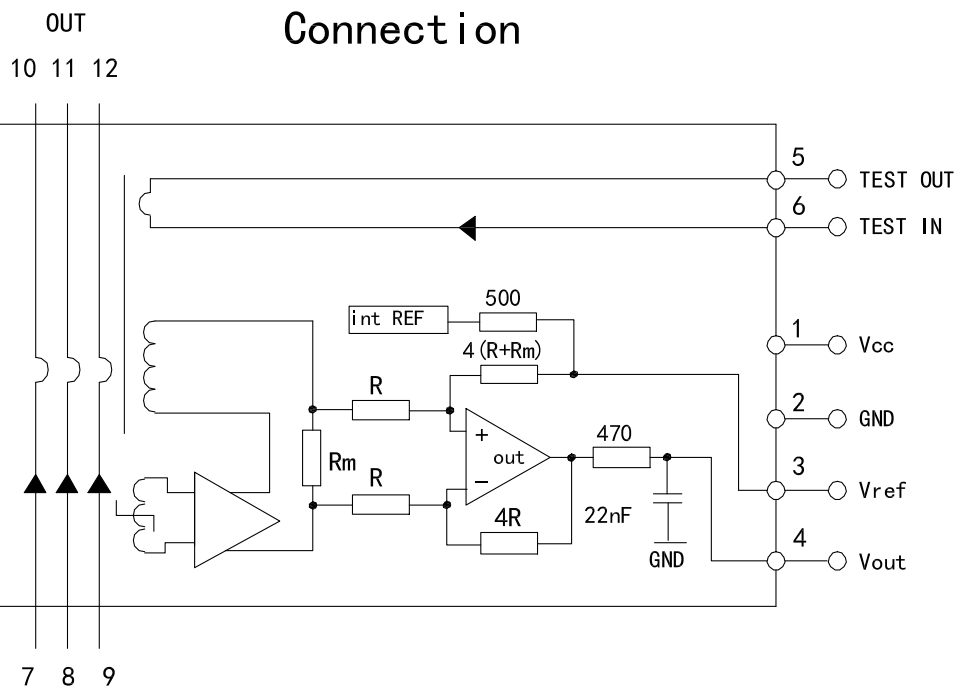 OUT
Connection
10 11 12
5
TEST OUT
6
TEST IN
int REF
500
1
Vcc
4(R+Rm)
R
2
GND
+
out
-
470
Rm
R
3
Vref
4R
22nF
4
GND
Vout
7 8 9